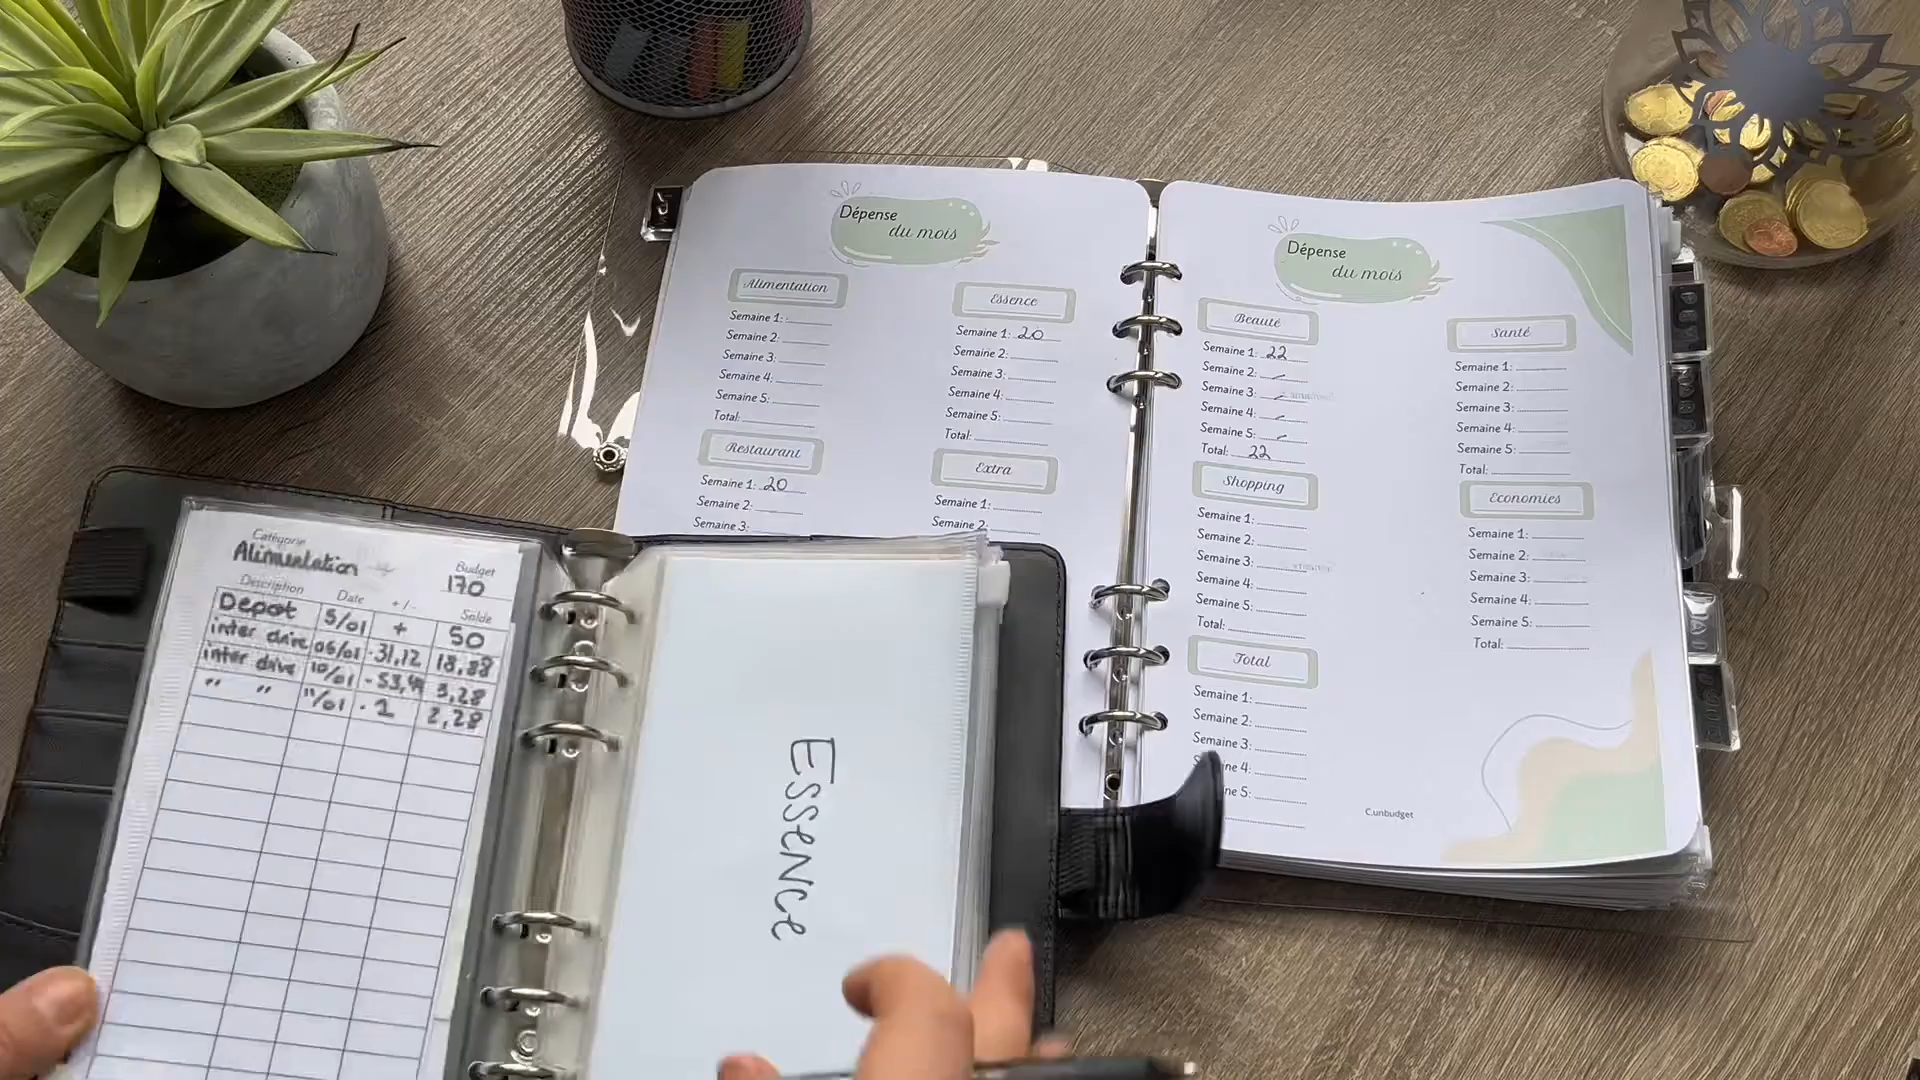 Dépense
du mois
Alimentation
Semaine 1:
Semaine 2:
Semaine 3:
Semaine 4:
Semaine 5:
Total:
Essence
Semaine 1: 20
Semaine 2:
Semaine 3:
Semaine 4:
Semaine 5:
Total:
Restaurant
Semaine 1: 20
Semaine 2:
Semaine 3:
Extra
Semaine 1:
Semaine 2:
Dépense
du mois
Beauté
Semaine 1: 22
Semaine 2:
Semaine 3:
Semaine 4:
Semaine 5:
Total: 22
Santé
Semaine 1:
Semaine 2:
Semaine 3:
Semaine 4:
Semaine 5:
Total:
Shopping
Semaine 1:
Semaine 2:
Semaine 3:
Semaine 4:
Semaine 5:
Total:
Economies
Semaine 1:
Semaine 2:
Semaine 3:
Semaine 4:
Semaine 5:
Total:
Total
Semaine 1:
Semaine 2:
Semaine 3:
ne 4:
ne 5:
C.unbudget
Catégorie
Alimentation
Budget
170
Description Date +/- Solde
Depot 5/01 + 50
inter 06/01 -31,12 18,88
inter 10/01 3,28
" " 11/01 - 1 2,28
Essence